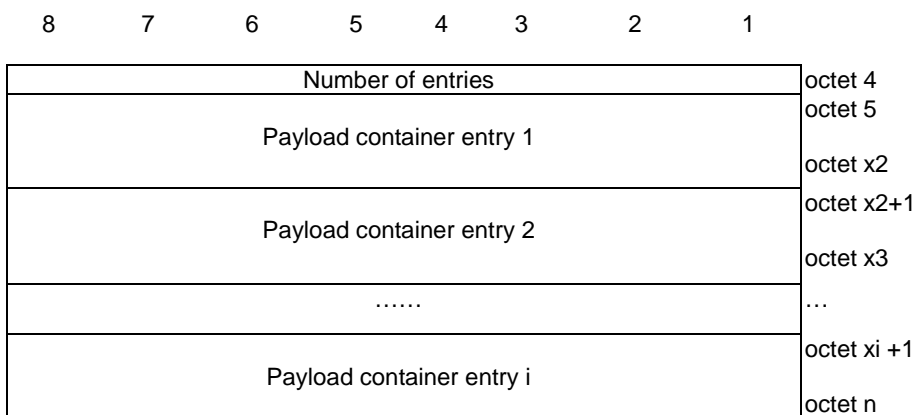 8 7 6 5 4 3 2 1
Number of entries octet 4
octet 5
Payload container entry 1
octet x2
octet x2+1
Payload container entry 2
octet x3
…… …
octet xi +1
Payload container entry i
octet n